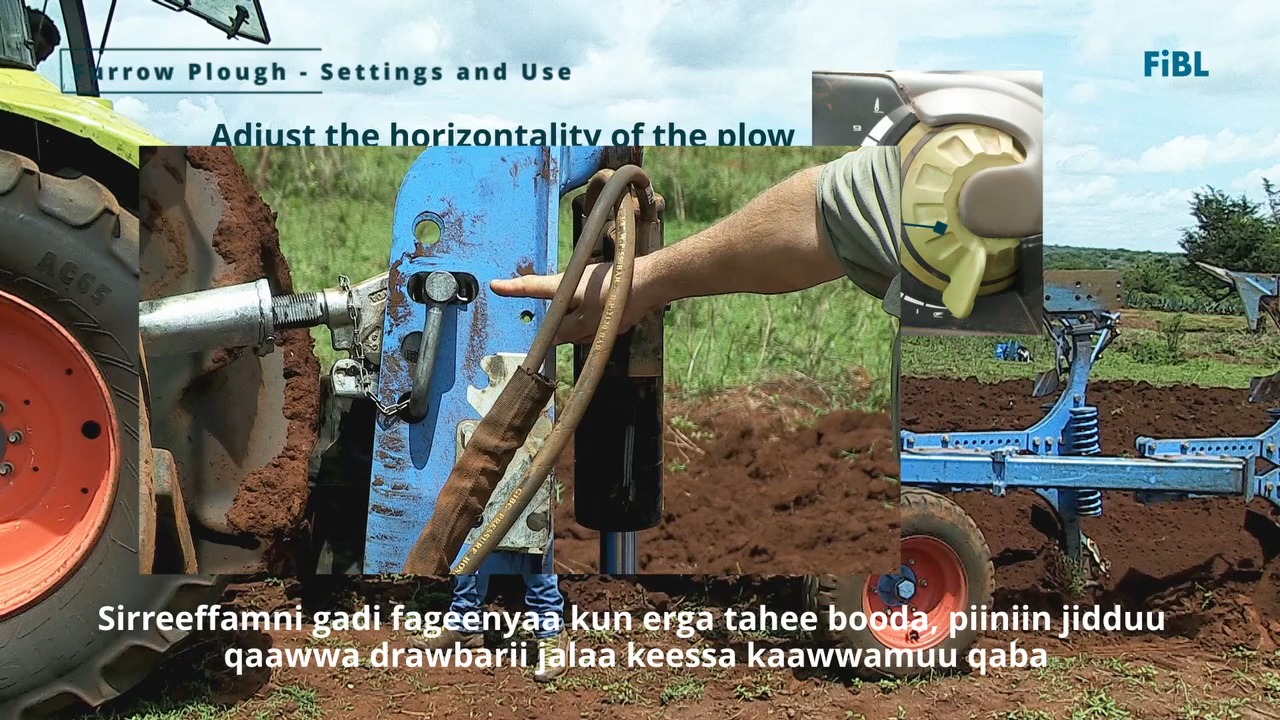 Furrow Plough - Settings and Use
FiBL
Adjust the horizontality of the plow
AC65
Sirreeffamni gadi fageenyaa kun erga tahee booda, piiniin jidduu
qaawwa drawbarii jalaa keessa kaawwamuu qaba